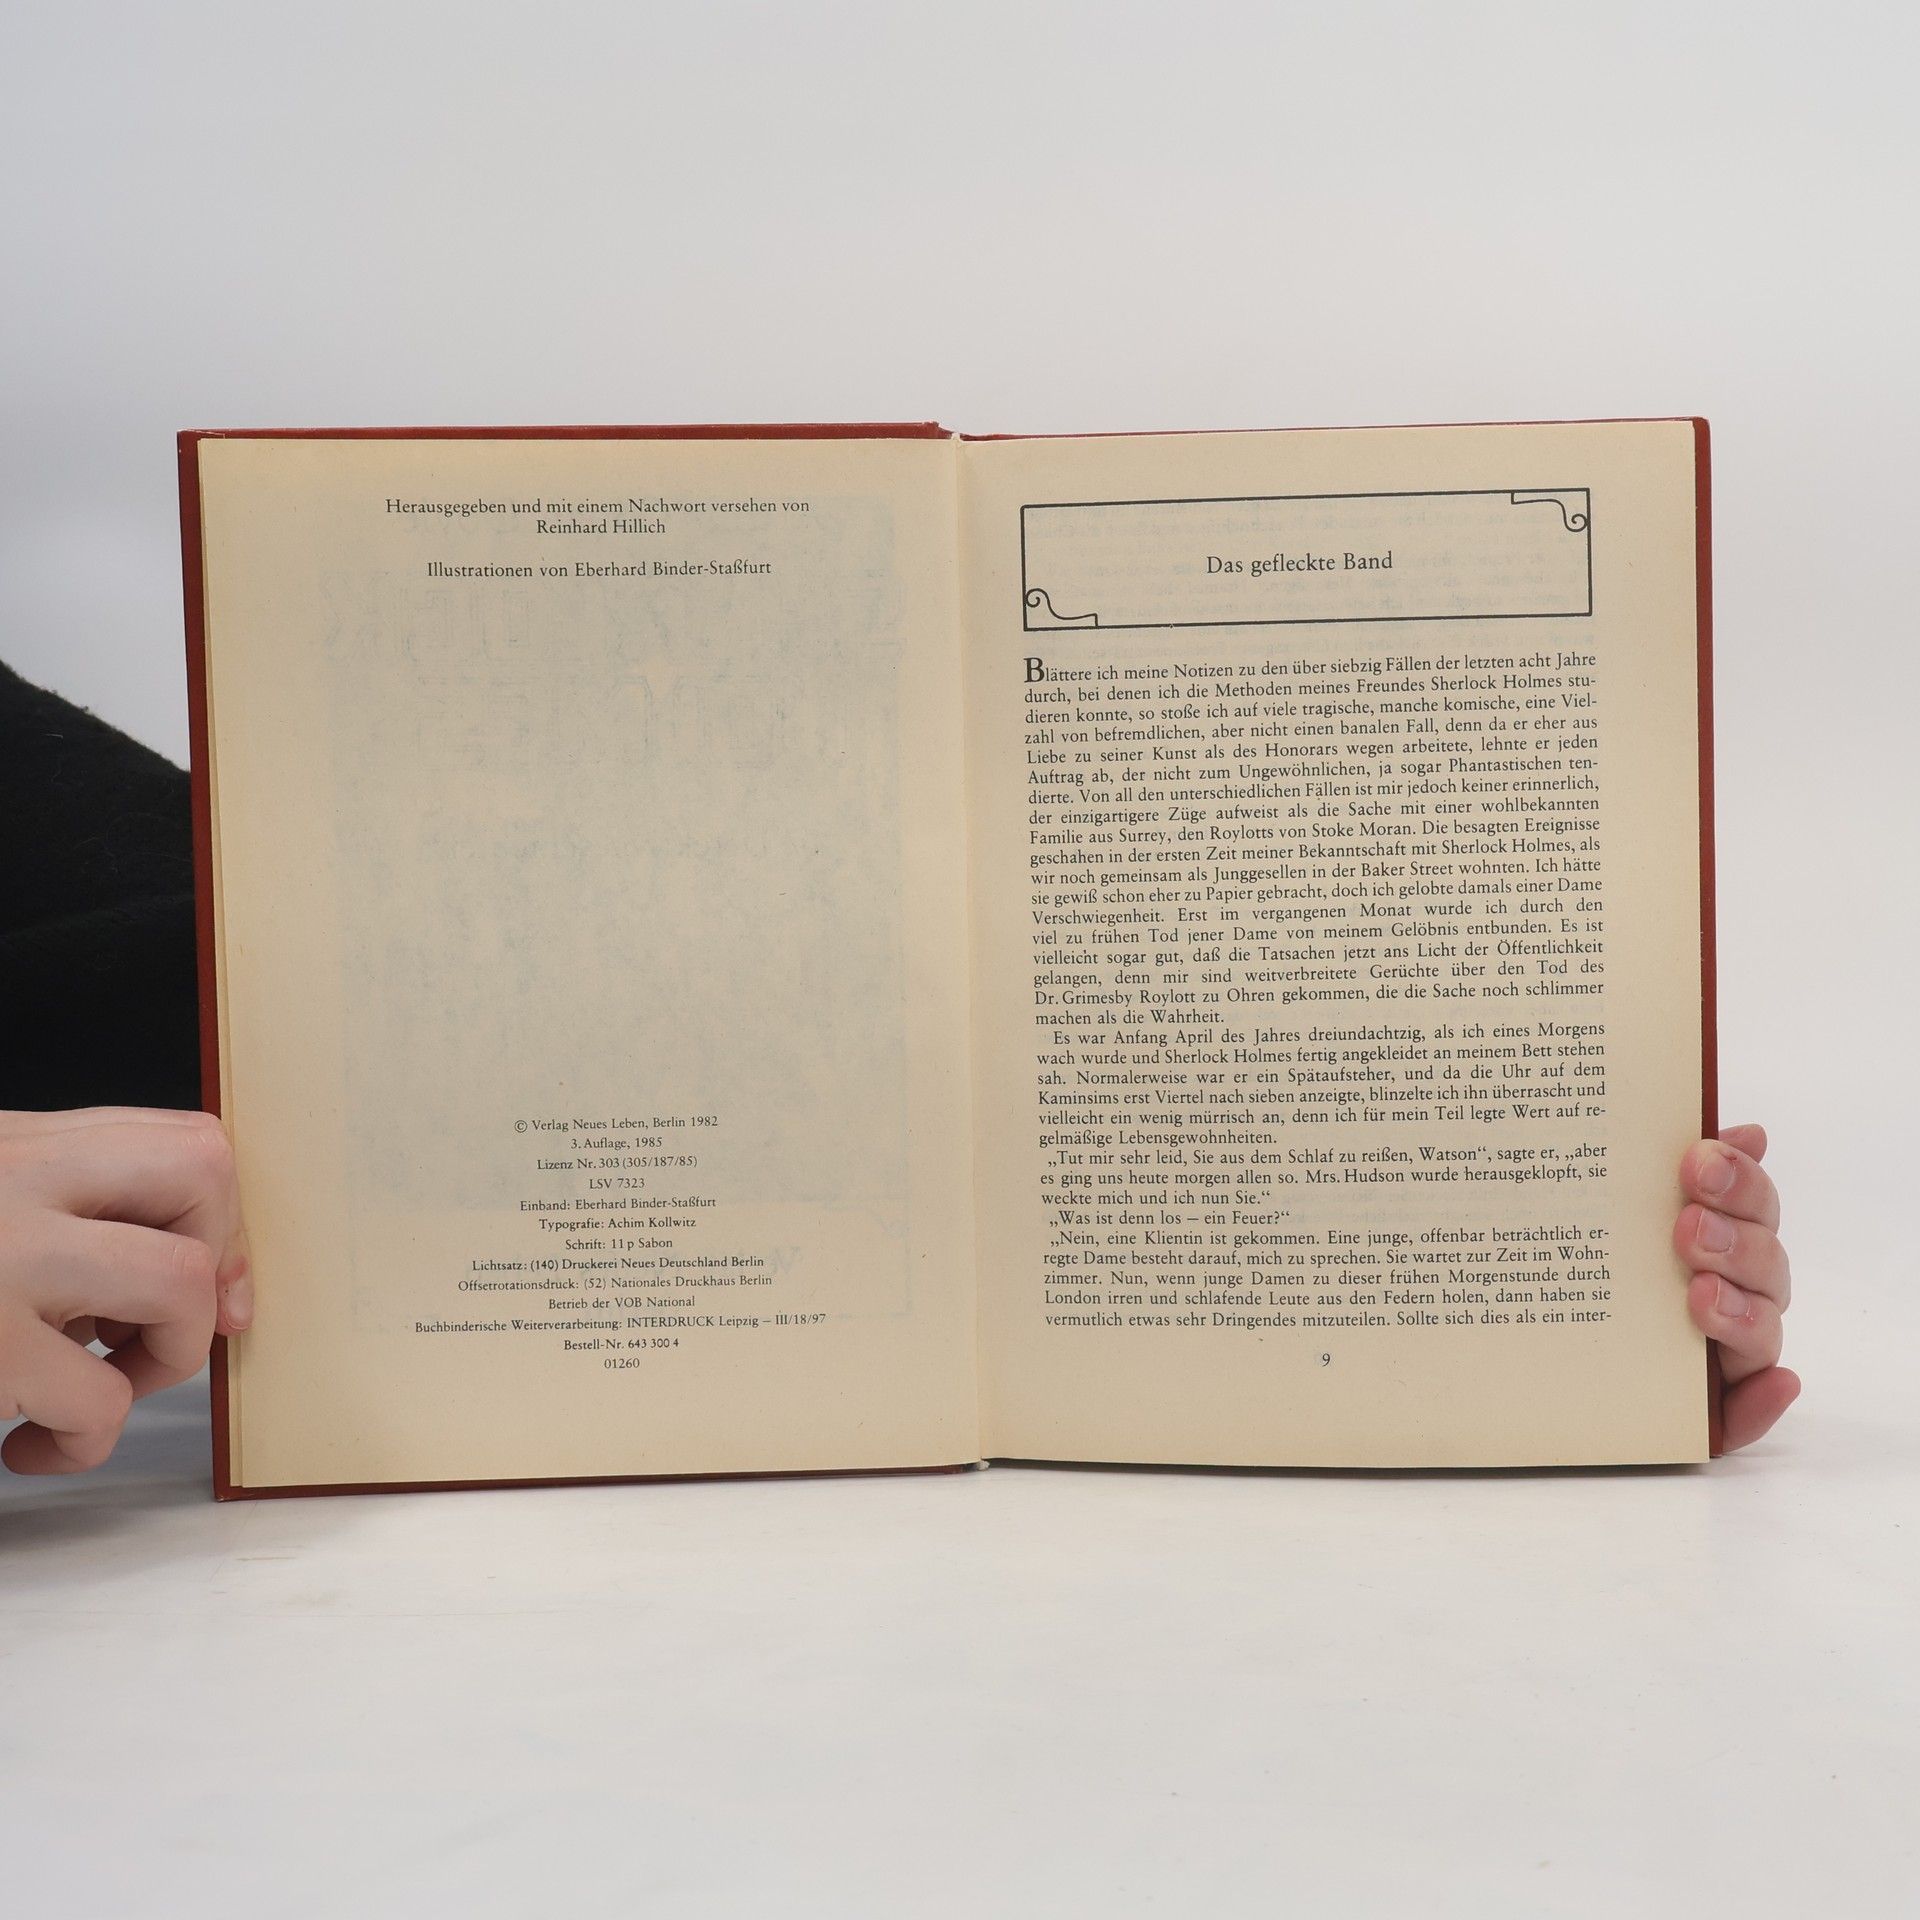 Herausgegeben und mit einem Nachwort versehen von
Reinhard Hillich
Illustrationen von Eberhard Binder-Staßfurt
© Verlag Neues Leben, Berlin 1982
3. Auflage, 1985
Lizenz Nr. 303 (305/187/85)
LSV 7323
Einband: Eberhard Binder-Staßfurt
Typografie: Achim Kollwitz
Schrift: 11 p Sabon
Lichtsatz: (140) Druckerei Neues Deutschland Berlin
Offsetrotationsdruck: (52) Nationales Druckhaus Berlin
Betrieb der VOB National
Buchbinderische Weiterverarbeitung: INTERDRUCK Leipzig – III/18/97
Bestell-Nr. 643 300 4
01260
Das gefleckte Band
Blättere ich meine Notizen zu den über siebzig Fällen der letzten acht Jahre
durch, bei denen ich die Methoden meines Freundes Sherlock Holmes stu-
dieren konnte, so stoße ich auf viele tragische, manche komische, eine Viel-
zahl von befremdlichen, aber nicht einen banalen Fall, denn da er eher aus
Liebe zu seiner Kunst als des Honorars wegen arbeitete, lehnte er jeden
Auftrag ab, der nicht zum Ungewöhnlichen, ja sogar Phantastischen ten-
dierte. Von all den unterschiedlichen Fällen ist mir jedoch keiner erinnerlich,
der einzigartigere Züge aufweist als die Sache mit einer wohlbekannten
Familie aus Surrey, den Roylotts von Stoke Moran. Die besagten Ereignisse
geschahen in der ersten Zeit meiner Bekanntschaft mit Sherlock Holmes, als
wir noch gemeinsam als Junggesellen in der Baker Street wohnten. Ich hätte
sie gewiß schon eher zu Papier gebracht, doch ich gelobte damals einer Dame
Verschwiegenheit. Erst im vergangenen Monat wurde ich durch den
viel zu frühen Tod jener Dame von meinem Gelöbnis entbunden. Es ist
vielleicht sogar gut, daß die Tatsachen jetzt ans Licht der Öffentlichkeit
gelangen, denn mir sind weitverbreitete Gerüchte über den Tod des
Dr. Grimesby Roylott zu Ohren gekommen, die die Sache noch schlimmer
machen als die Wahrheit.
Es war Anfang April des Jahres dreiundachtzig, als ich eines Morgens
wach wurde und Sherlock Holmes fertig angekleidet an meinem Bett stehen
sah. Normalerweise war er ein Spätaufsteher, und da die Uhr auf dem
Kaminsims erst Viertel nach sieben anzeigte, blinzelte ich ihn überrascht und
vielleicht ein wenig mürrisch an, denn ich für mein Teil legte Wert auf re-
gelmäßige Lebensgewohnheiten.
„Tut mir sehr leid, Sie aus dem Schlaf zu reißen, Watson“, sagte er, „aber
es ging uns heute morgen allen so. Mrs. Hudson wurde herausgeklopft, sie
weckte mich und ich nun Sie.“
„Was ist denn los – ein Feuer?“
„Nein, eine Klientin ist gekommen. Eine junge, offenbar beträchtlich er-
regte Dame besteht darauf, mich zu sprechen. Sie wartet zur Zeit im Wohn-
zimmer. Nun, wenn junge Damen zu dieser frühen Morgenstunde durch
London irren und schlafende Leute aus den Federn holen, dann haben sie
vermutlich etwas sehr Dringendes mitzuteilen. Sollte sich dies als ein inter-
9